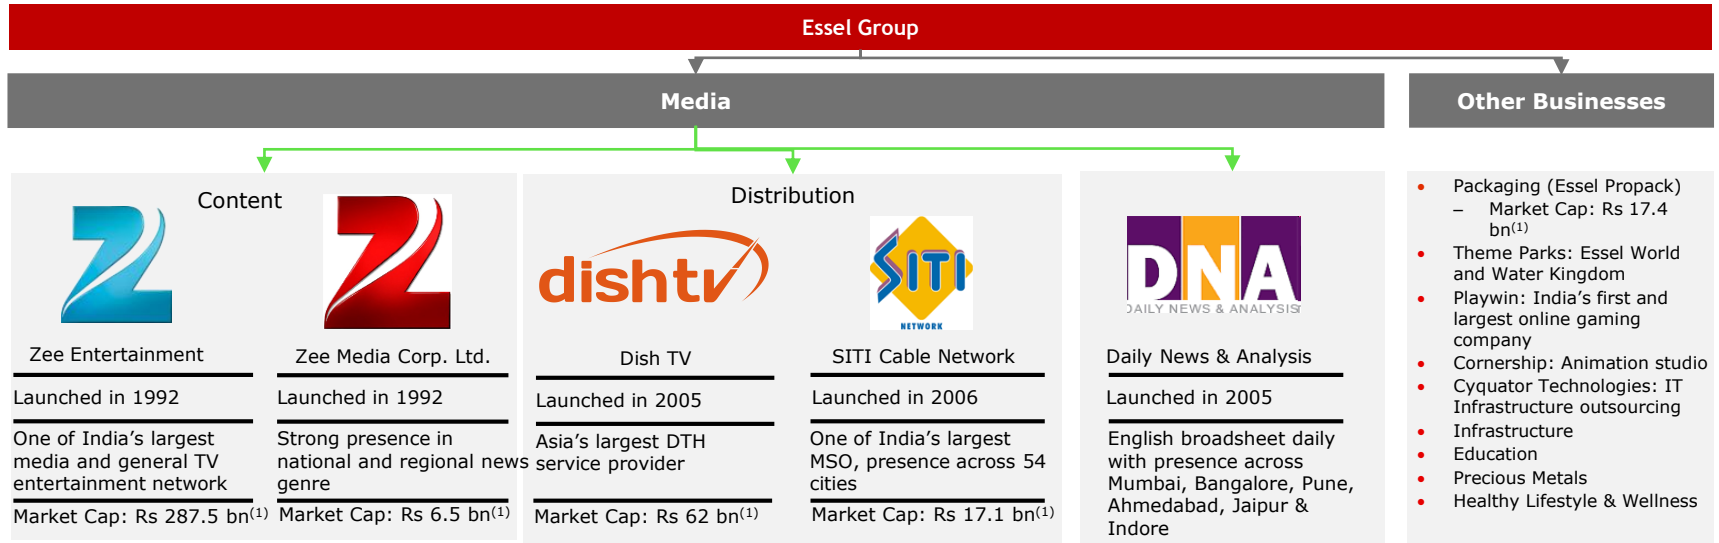 Essel Group
Media
Other Businesses
Content
Zee Entertainment
Launched in 1992
One of India's largest
media and general TV
entertainment network
Market Cap: Rs 287.5 bn(1)
Zee Media Corp. Ltd.
Launched in 1992
Strong presence in
national and regional news
genre
Market Cap: Rs 6.5 bn(1)
Distribution
dishtv
Dish TV
Launched in 2005
Asia's largest DTH
service provider
Market Cap: Rs 62 bn(1)
SITI
NETWORK
SITI Cable Network
Launched in 2006
One of India's largest
MSO, presence across 54
cities
Market Cap: Rs 17.1 bn(1)
DNA
DAILY NEWS & ANALYSIS
Daily News & Analysis
Launched in 2005
English broadsheet daily
with presence across
Mumbai, Bangalore, Pune,
Ahmedabad, Jaipur &
Indore
• Packaging (Essel Propack)
– Market Cap: Rs 17.4
bn(1)
• Theme Parks: Essel World
and Water Kingdom
• Playwin: India's first and
largest online gaming
company
• Cornership: Animation studio
• Cyquator Technologies: IT
Infrastructure outsourcing
• Infrastructure
• Education
• Precious Metals
• Healthy Lifestyle & Wellness